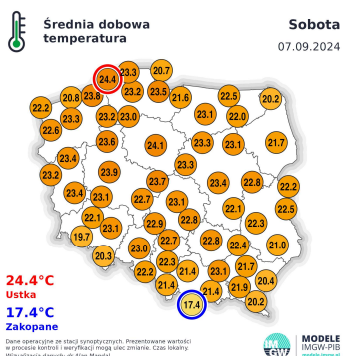 Średnia dobowa
temperatura
Sobota
07.09.2024
24.4 23.3 20.7
20.8 23.8 23.2 23.5 21.6 22.5 20.2
22.2 23.3 23.2 23.0 23.1 22.0
22.6
23.6 24.1 23.3 23.1 21.7
23.4
23.2 23.9 23.3
23.7 23.4 22.8 22.2
23.4 23.1 22.7 23.1
22.1 22.5
22.1 22.9 22.8 22.3
19.7 23.1
23.0 22.7 22.8 22.4 21.0
20.3
22.2 22.3 21.4 23.1 21.7
21.4 21.4 21.9 20.4
17.4 20.2
24.4°C
Ustka
17.4°C
Zakopane
Dane operacyjne ze stacji synoptycznych. Prezentowane wartości
w procesie kontroli i weryfikacji mogą ulec zmianie. Czas lokalny.
IM
GW
MODELE
IMGW-PIB